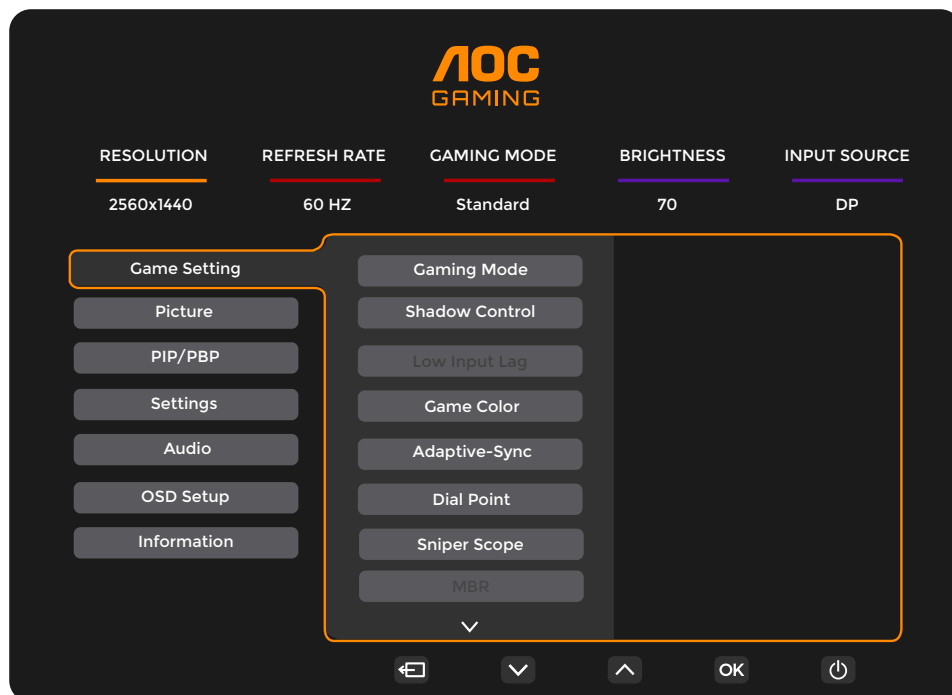 AOC
GAMING
RESOLUTION REFRESH RATE GAMING MODE BRIGHTNESS INPUT SOURCE
2560x1440 60 HZ Standard 70 DP
Game Setting
Picture
PIP/PBP
Settings
Audio
OSD Setup
Information
Gaming Mode
Shadow Control
Low Input Lag
Game Color
Adaptive-Sync
Dial Point
Sniper Scope
MBR
OK